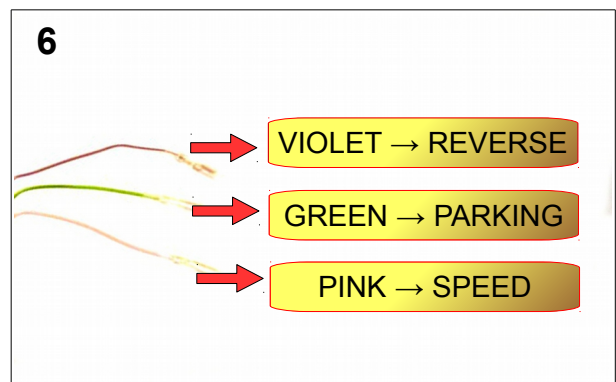 6
VIOLET → REVERSE
GREEN → PARKING
PINK → SPEED